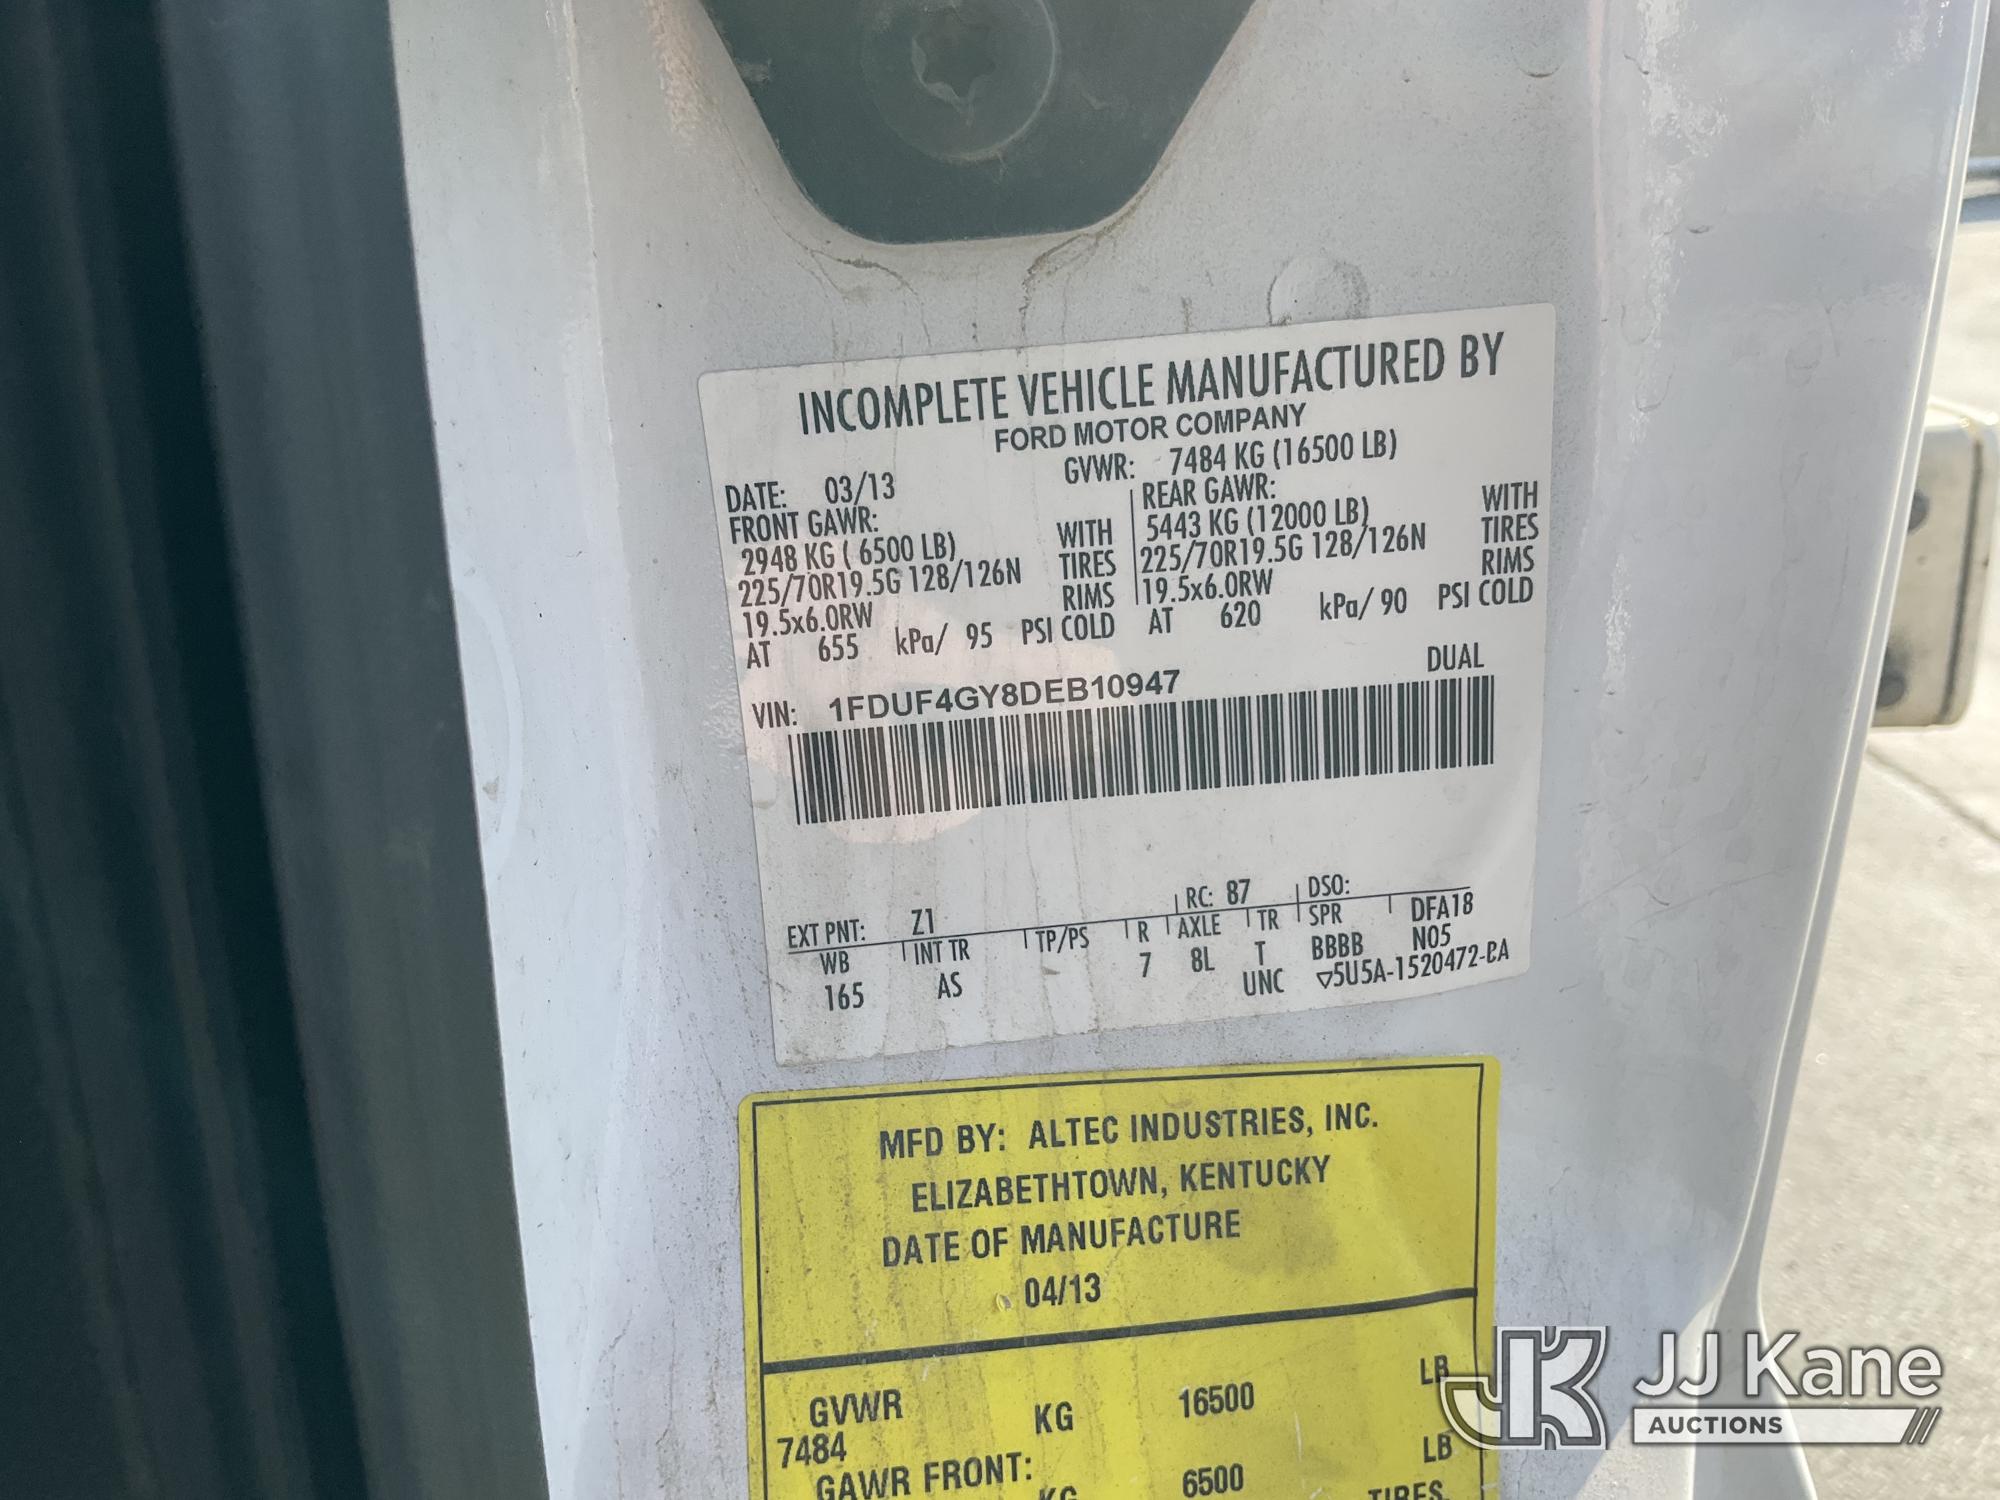 INCOMPLETE VEHICLE MANUFACTURED BY
FORD MOTOR COMPANY
DATE: 03/13 GVWR: 7484 KG (16500 LB)
FRONT GAWR: REAR GAWR:
2948 KG ( 6500 LB) WITH 5443 KG (12000 LB) WITH
225/70R19.5G 128/126N TIRES 225/70R19.5G 128/126N TIRES
19.5x6.0RW RIMS 19.5x6.0RW RIMS
AT 655 kPa/ 95 PSI COLD AT 620 kPa/ 90 PSI COLD
DUAL
VIN: 1FDUF4GY8DEB10947
EXT PNT: Z1 RC: 87 DSO:
WB INT TR TP/PS R AXLE TR SPR DFA18
165 AS 7 8L T BBBB N05
UNC ▽5U5A-1520472-BA
MFD BY: ALTEC INDUSTRIES, INC.
ELIZABETHTOWN, KENTUCKY
DATE OF MANUFACTURE
04/13
GVWR KG 16500 LB
7484
GAWR FRONT: LB
KG 6500 TIRES
JK JJ Kane
AUCTIONS